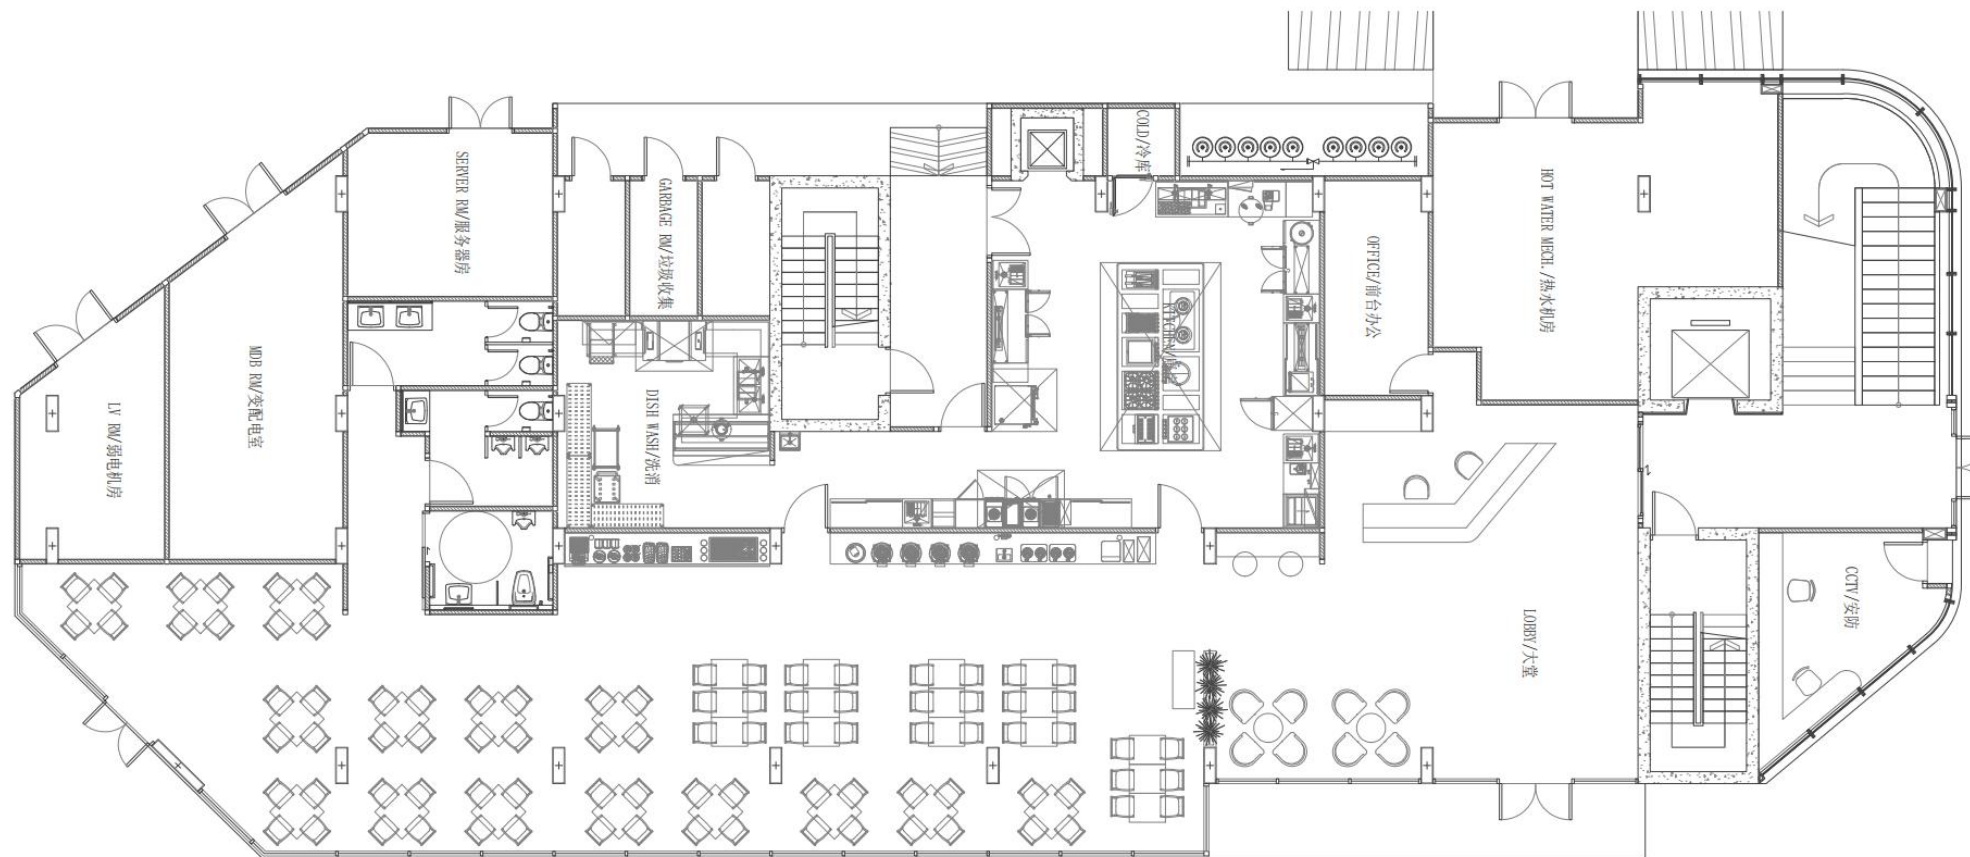 COLD/冷库
SERVER RM/服务器房
GARBAGE RM/垃圾收集
HOT WATER MECH./热水机房
OFFICE/前台办公
KITCHEN/
MDB RM/变配电室
LV RM/弱电机房
DISH WASH/洗消
CCTV/安防
LOBBY/大堂